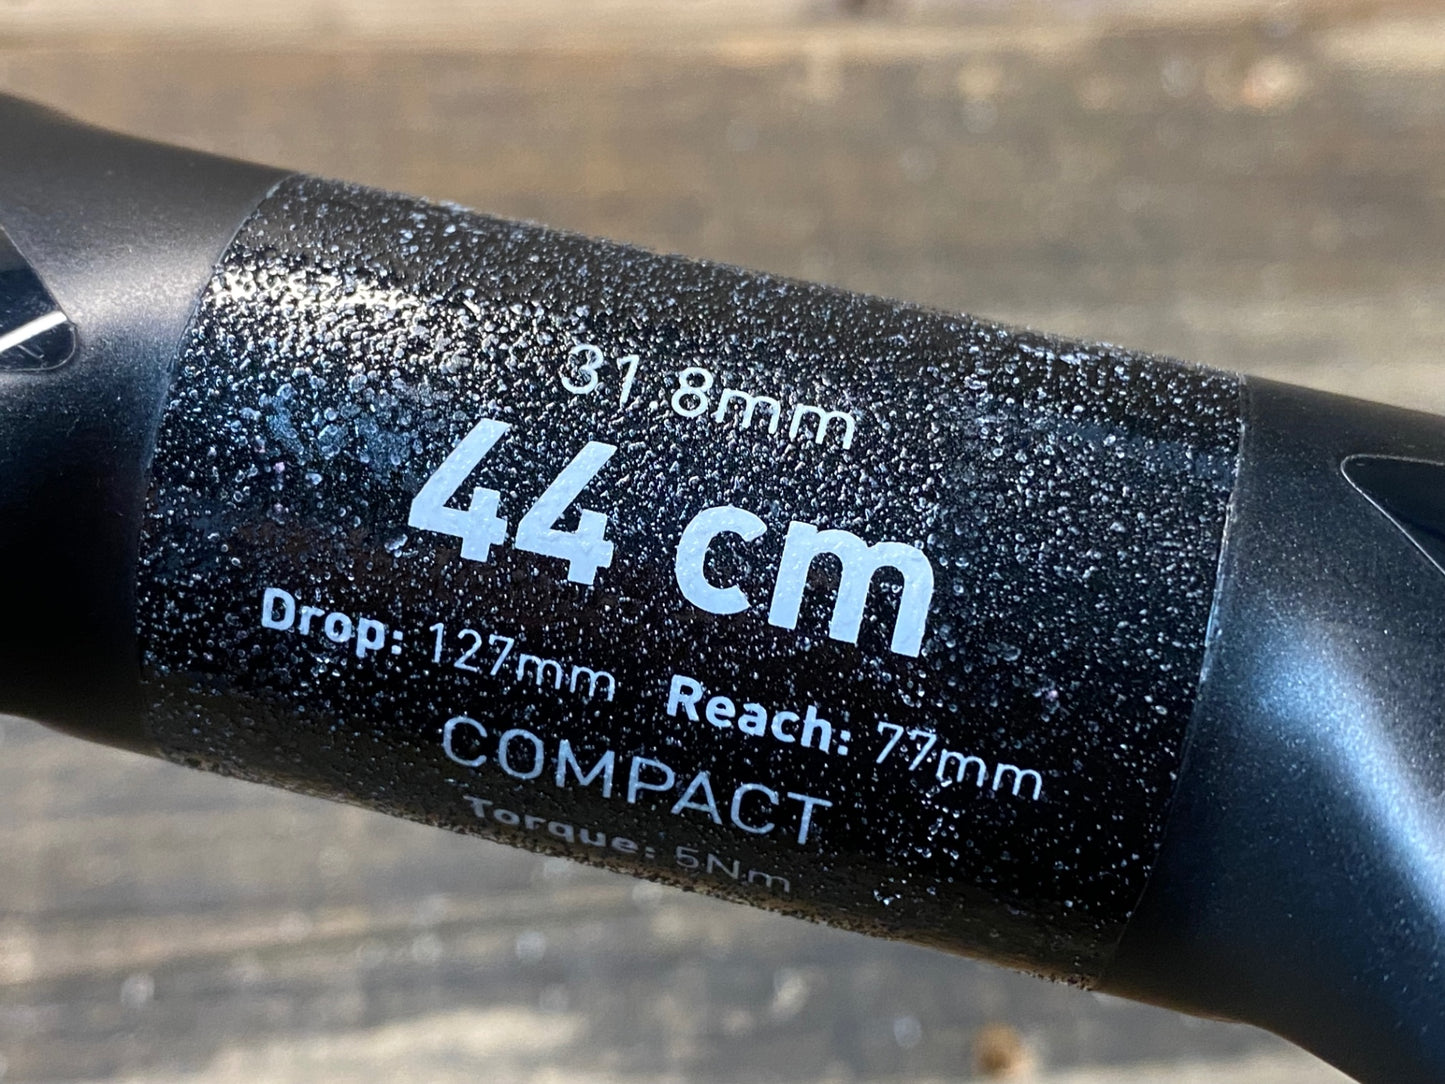 31 8mm
44 cm
Drop: 127mm Reach: 77mm
COMPACT
Torque: 5Nm